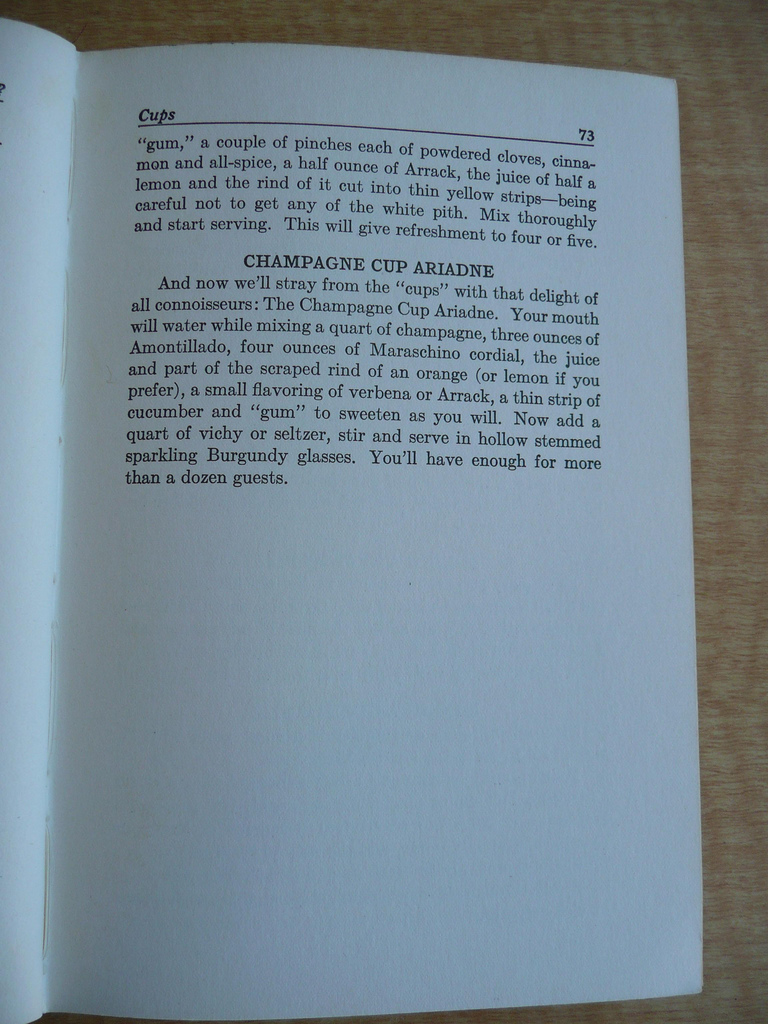 Cups
73
"gum," a couple of pinches each of powdered cloves, cinna-
mon and all-spice, a half ounce of Arrack, the juice of half a
lemon and the rind of it cut into thin yellow strips—being
careful not to get any of the white pith. Mix thoroughly
and start serving. This will give refreshment to four or five.
CHAMPAGNE CUP ARIADNE
And now we'll stray from the "cups" with that delight of
all connoisseurs: The Champagne Cup Ariadne. Your mouth
will water while mixing a quart of champagne, three ounces of
Amontillado, four ounces of Maraschino cordial, the juice
and part of the scraped rind of an orange (or lemon if you
prefer), a small flavoring of verbena or Arrack, a thin strip of
cucumber and "gum" to sweeten as you will. Now add a
quart of vichy or seltzer, stir and serve in hollow stemmed
sparkling Burgundy glasses. You'll have enough for more
than a dozen guests.